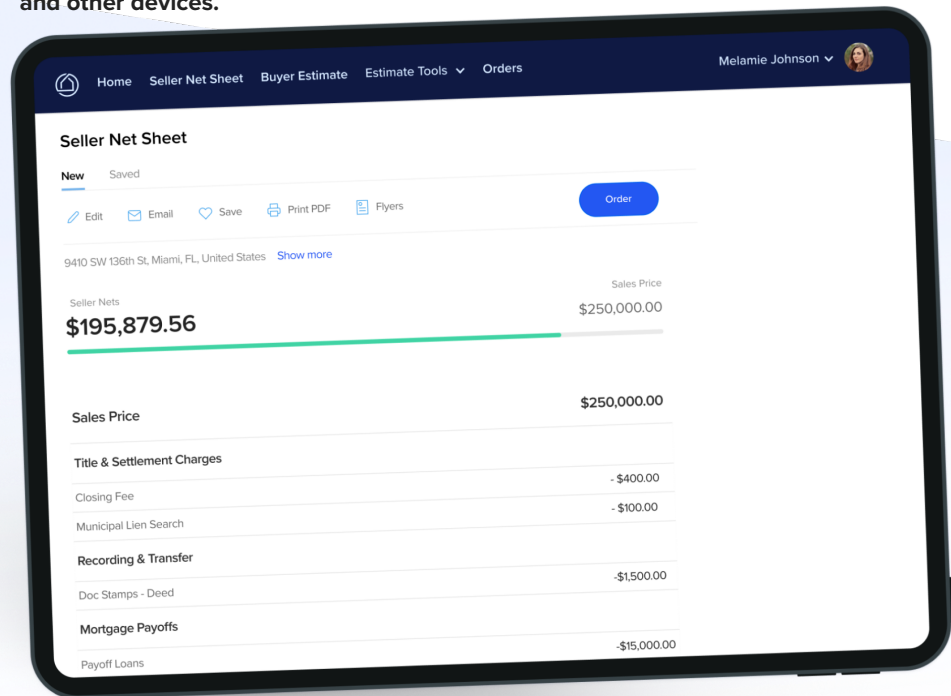 and other devices.
Home Seller Net Sheet Buyer Estimate Estimate Tools Orders Melamie Johnson
Seller Net Sheet
New Saved
Edit Email Save Print PDF Flyers Order
9410 SW 136th St, Miami, FL, United States Show more
Seller Nets Sales Price
$195,879.56 $250,000.00
Sales Price $250,000.00
Title & Settlement Charges
Closing Fee - $400.00
Municipal Lien Search - $100.00
Recording & Transfer
Doc Stamps - Deed -$1,500.00
Mortgage Payoffs
Payoff Loans -$15,000.00